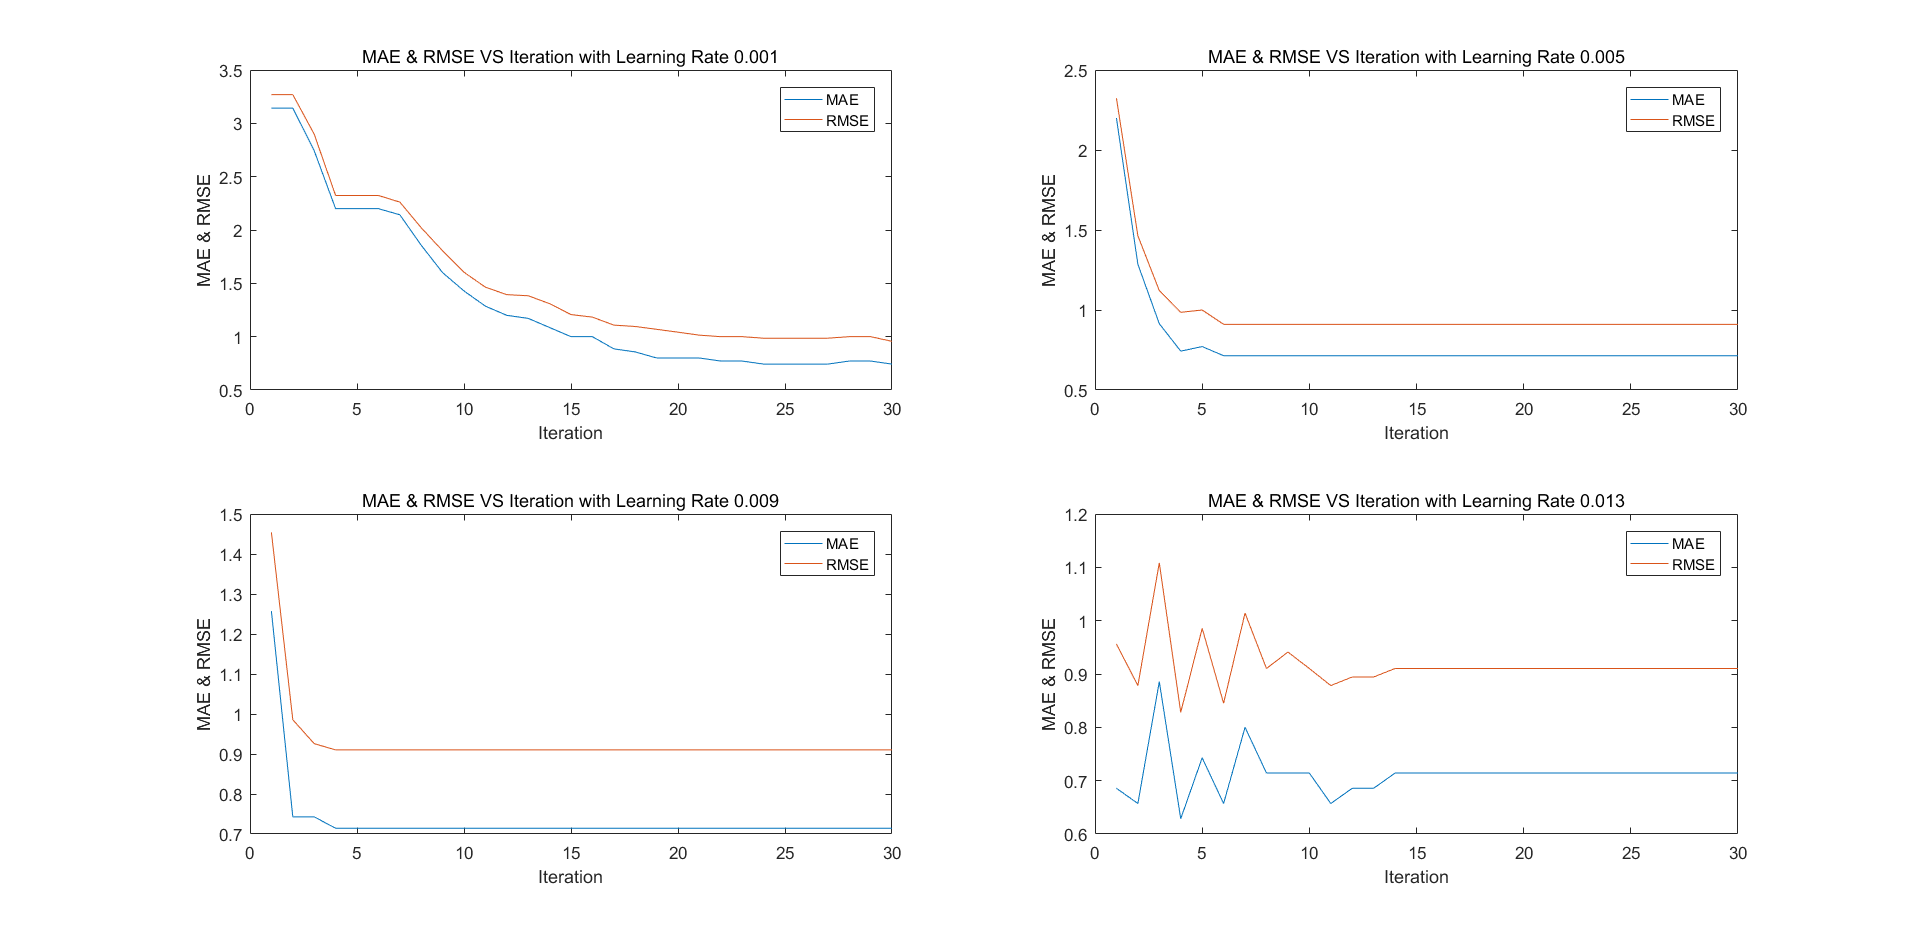 MAE & RMSE VS Iteration with Learning Rate 0.001
3.5
3
2.5
2
1.5
1
0.5
MAE & RMSE
0 5 10 15 20 25 30
Iteration
MAE
RMSE
MAE & RMSE VS Iteration with Learning Rate 0.005
2.5
2
1.5
1
0.5
MAE & RMSE
0 5 10 15 20 25 30
Iteration
MAE
RMSE
MAE & RMSE VS Iteration with Learning Rate 0.009
1.5
1.4
1.3
1.2
1.1
1
0.9
0.8
0.7
MAE & RMSE
0 5 10 15 20 25 30
Iteration
MAE
RMSE
MAE & RMSE VS Iteration with Learning Rate 0.013
1.2
1.1
1
0.9
0.8
0.7
0.6
MAE & RMSE
0 5 10 15 20 25 30
Iteration
MAE
RMSE